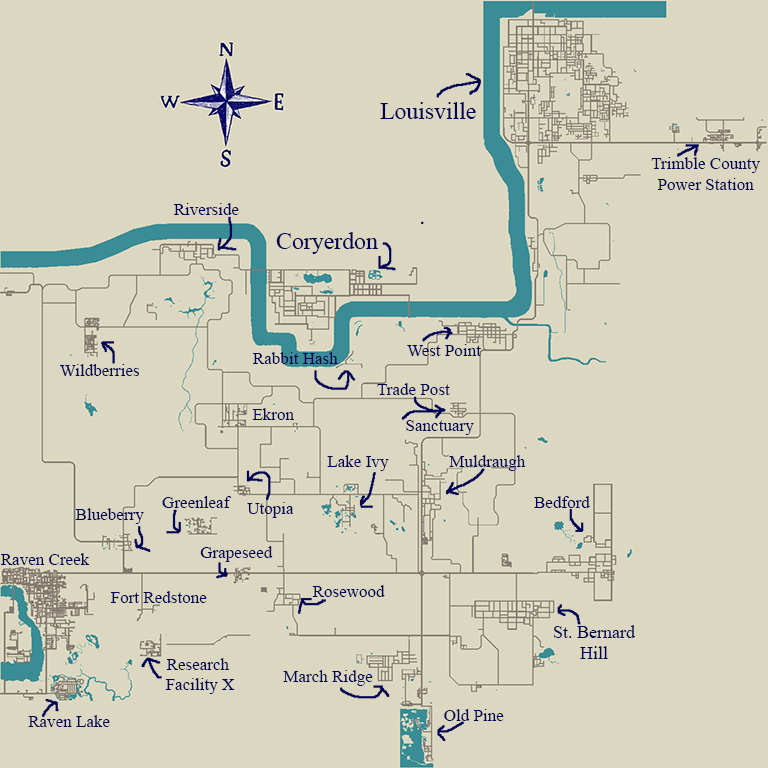 N
W
E
S
Louisville
Trimble County
Power Station
Riverside
Coryerdon
Rabbit Hash
West Point
Wildberries
Trade Post
Ekron
Sanctuary
Lake Ivy
Muldraugh
Greenleaf
Utopia
Bedford
Blueberry
Grapeseed
Raven Creek
Fort Redstone
Rosewood
St. Bernard
Hill
Research
Facility X
March Ridge
Raven Lake
Old Pine